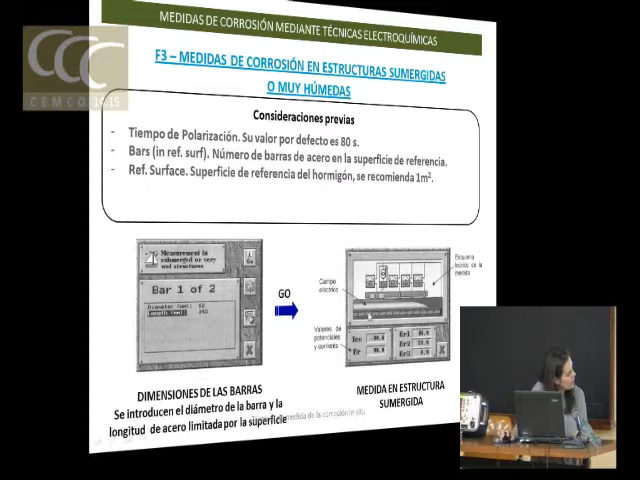 MEDIDAS DE CORROSIÓN MEDIANTE TÉCNICAS ELECTROQUÍMICAS
CCC
CEMCO 14.15
F3 – MEDIDAS DE CORROSIÓN EN ESTRUCTURAS SUMERGIDAS
O MUY HÚMEDAS
Consideraciones previas
- Tiempo de Polarización. Su valor por defecto es 80 s.
- Bars (in ref. surf). Número de barras de acero en la superficie de referencia.
- Ref. Surface. Superficie de referencia del hormigón, se recomienda 1m².
Measurement in
submerged or very
wet structures
Go
Bar 1 of 2
Diameter (mm):
Length (mm):
GO
Campo
electrico
Esquema
teórico de la
medida
Valores de
potenciales
y corriente
DIMENSIONES DE LAS BARRAS
Se introducen el diámetro de la barra y la
longitud de acero limitada por la superficie
medida de la corrosión in situ
MEDIDA EN ESTRUCTURA
SUMERGIDA